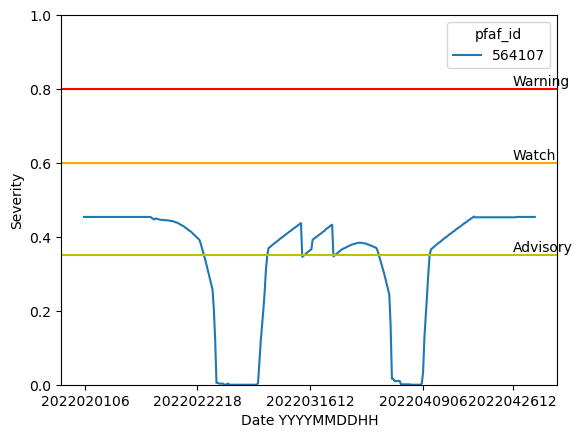 pfaf_id
564107
1.0
0.8
0.6
0.4
0.2
0.0
Severity
Warning
Watch
Advisory
2022020106
2022022218
2022031612
2022040906
2022042612
Date YYYYMMDDHH